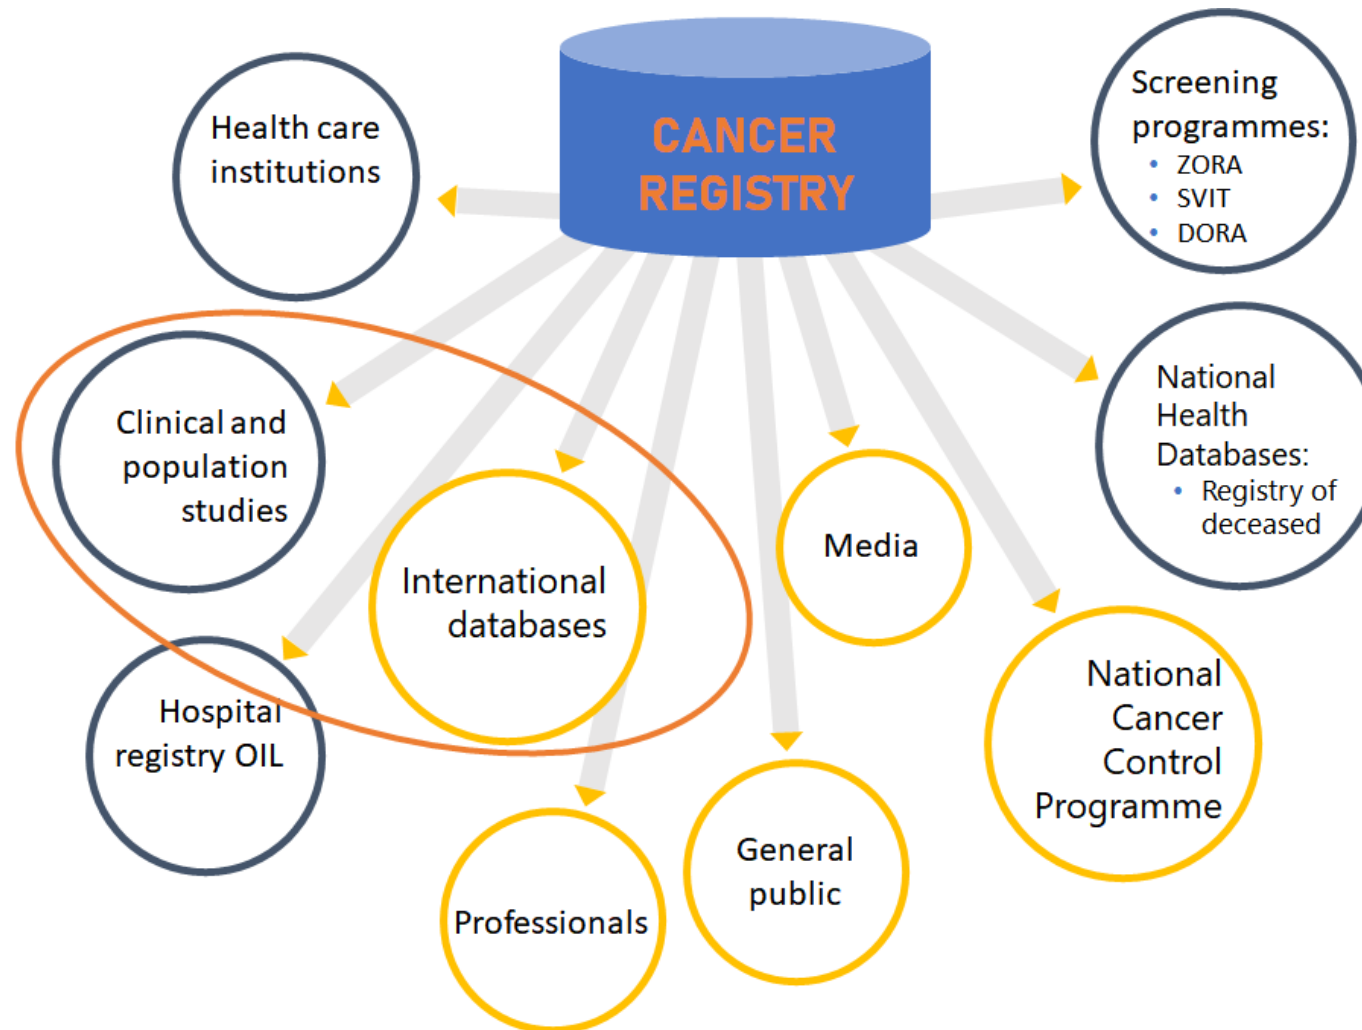 CANCER
REGISTRY
Health care
institutions
Screening
programmes:
• ZORA
• SVIT
• DORA
Clinical and
population
studies
International
databases
Media
National
Health
Databases:
• Registry of
deceased
Hospital
registry OIL
National
Cancer
Control
Programme
General
public
Professionals